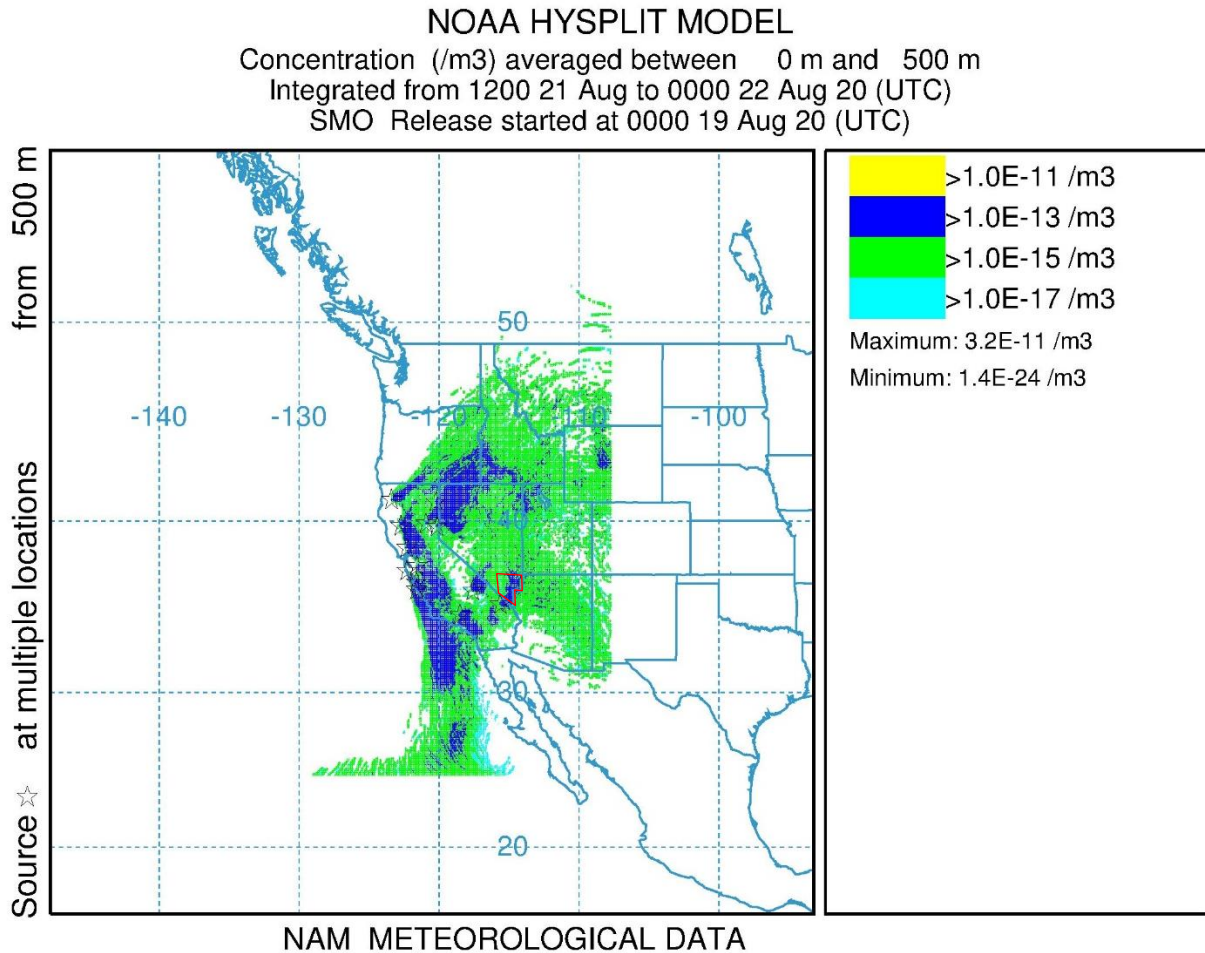 NOAA HYSPLIT MODEL
Concentration (/m3) averaged between 0 m and 500 m
Integrated from 1200 21 Aug to 0000 22 Aug 20 (UTC)
SMO Release started at 0000 19 Aug 20 (UTC)
Source ☆ at multiple locations from 500 m
>1.0E-11 /m3
>1.0E-13 /m3
>1.0E-15 /m3
>1.0E-17 /m3
Maximum: 3.2E-11 /m3
Minimum: 1.4E-24 /m3
50
-140 -130 -120 -110 -100
40
30
20
NAM METEOROLOGICAL DATA